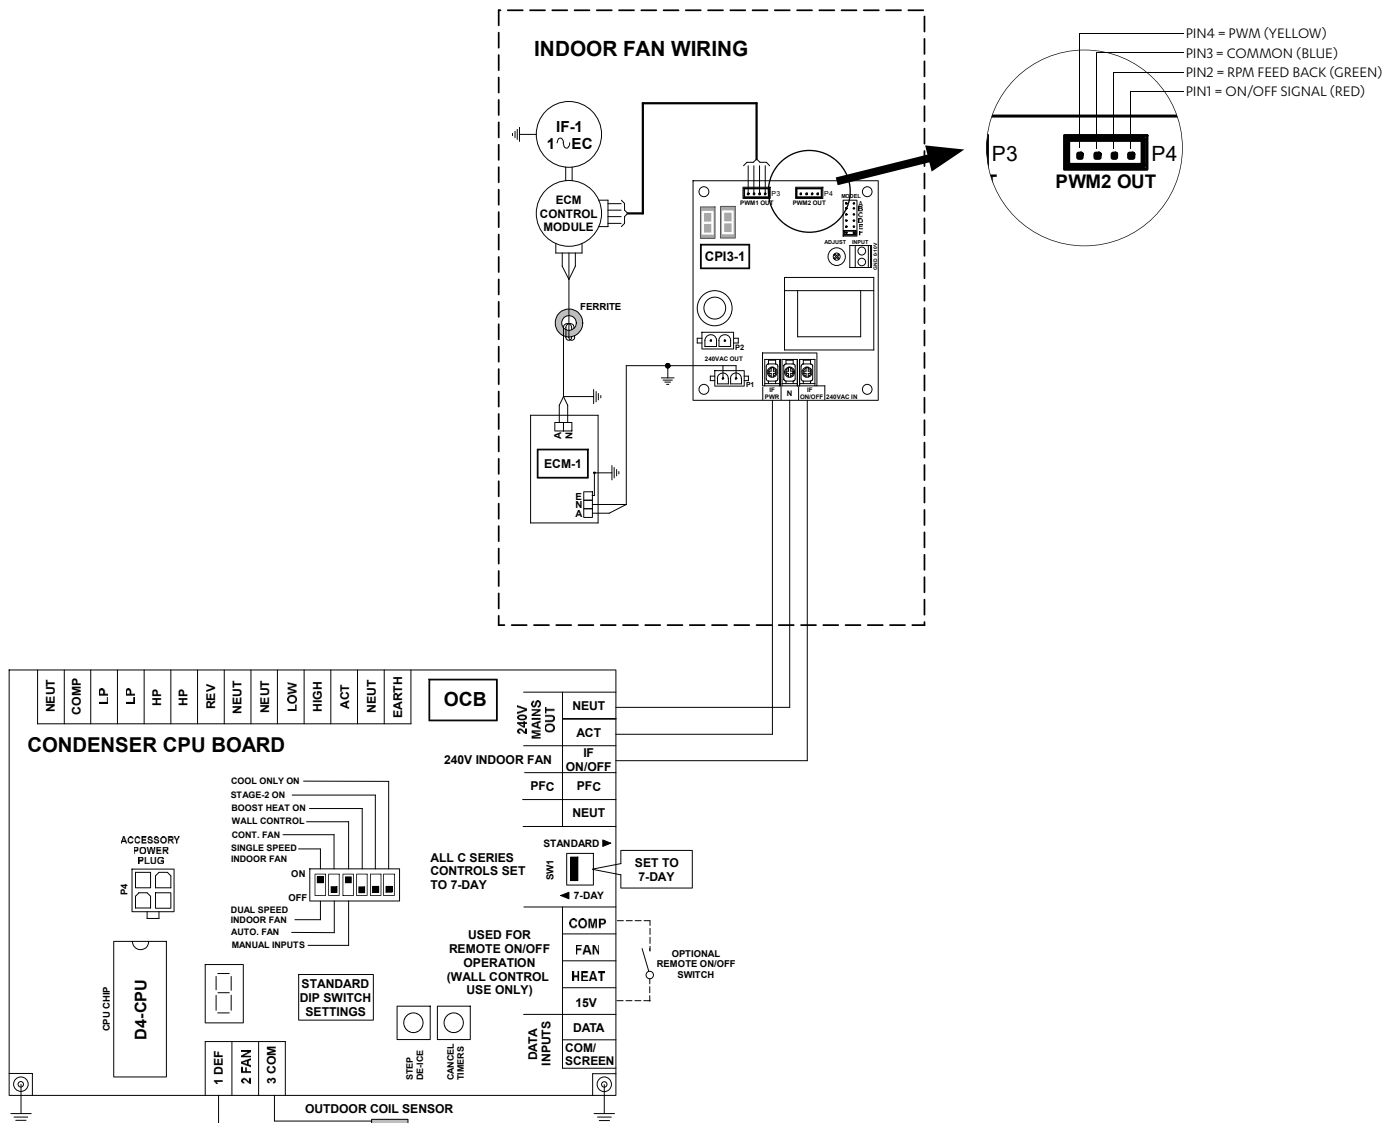 INDOOR FAN WIRING
PIN4 = PWM (YELLOW)
PIN3 = COMMON (BLUE)
PIN2 = RPM FEED BACK (GREEN)
PIN1 = ON/OFF SIGNAL (RED)
P3
P4
PWM2 OUT
IF-1
1∿EC
ECM
CONTROL
MODULE
FERRITE
P3
PWM1 OUT
P4
PWM2 OUT
MODEL
A
B
C
D
E
F
ADJUST
INPUT
GND 0-10V
CPI3-1
P2
240VAC OUT
P1
IF
PWR
N
IF
ON/OFF
240VAC IN
A
N
ECM-1
E
N
A
NEUT
COMP
LP
LP
HP
HP
REV
NEUT
NEUT
LOW
HIGH
ACT
NEUT
EARTH
OCB
CONDENSER CPU BOARD
240V
MAINS
OUT
NEUT
ACT
240V INDOOR FAN
IF
ON/OFF
PFC
PFC
NEUT
COOL ONLY ON
STAGE-2 ON
BOOST HEAT ON
WALL CONTROL
CONT. FAN
SINGLE SPEED
INDOOR FAN
ON
OFF
DUAL SPEED
INDOOR FAN
AUTO. FAN
MANUAL INPUTS
ACCESSORY
POWER
PLUG
P4
ALL C SERIES
CONTROLS SET
TO 7-DAY
STANDARD
SW1
7-DAY
SET TO
7-DAY
USED FOR
REMOTE ON/OFF
OPERATION
(WALL CONTROL
USE ONLY)
COMP
FAN
HEAT
15V
OPTIONAL
REMOTE ON/OFF
SWITCH
DATA
INPUTS
DATA
COM/
SCREEN
CPU CHIP
D4-CPU
STANDARD
DIP SWITCH
SETTINGS
STEP
DE-ICE
CANCEL
TIMERS
1 DEF
2 FAN
3 COM
OUTDOOR COIL SENSOR